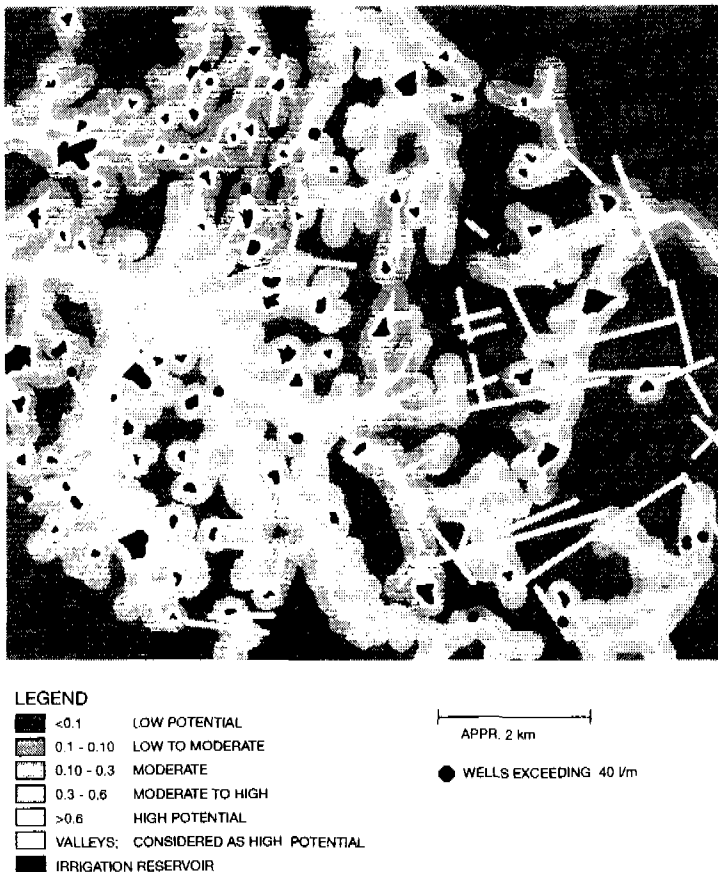 LEGEND
<0.1 LOW POTENTIAL
0.1 - 0.10 LOW TO MODERATE
0.10 - 0.3 MODERATE
0.3 - 0.6 MODERATE TO HIGH
>0.6 HIGH POTENTIAL
VALLEYS; CONSIDERED AS HIGH POTENTIAL
IRRIGATION RESERVOIR
APPR. 2 km
WELLS EXCEEDING 40 l/m